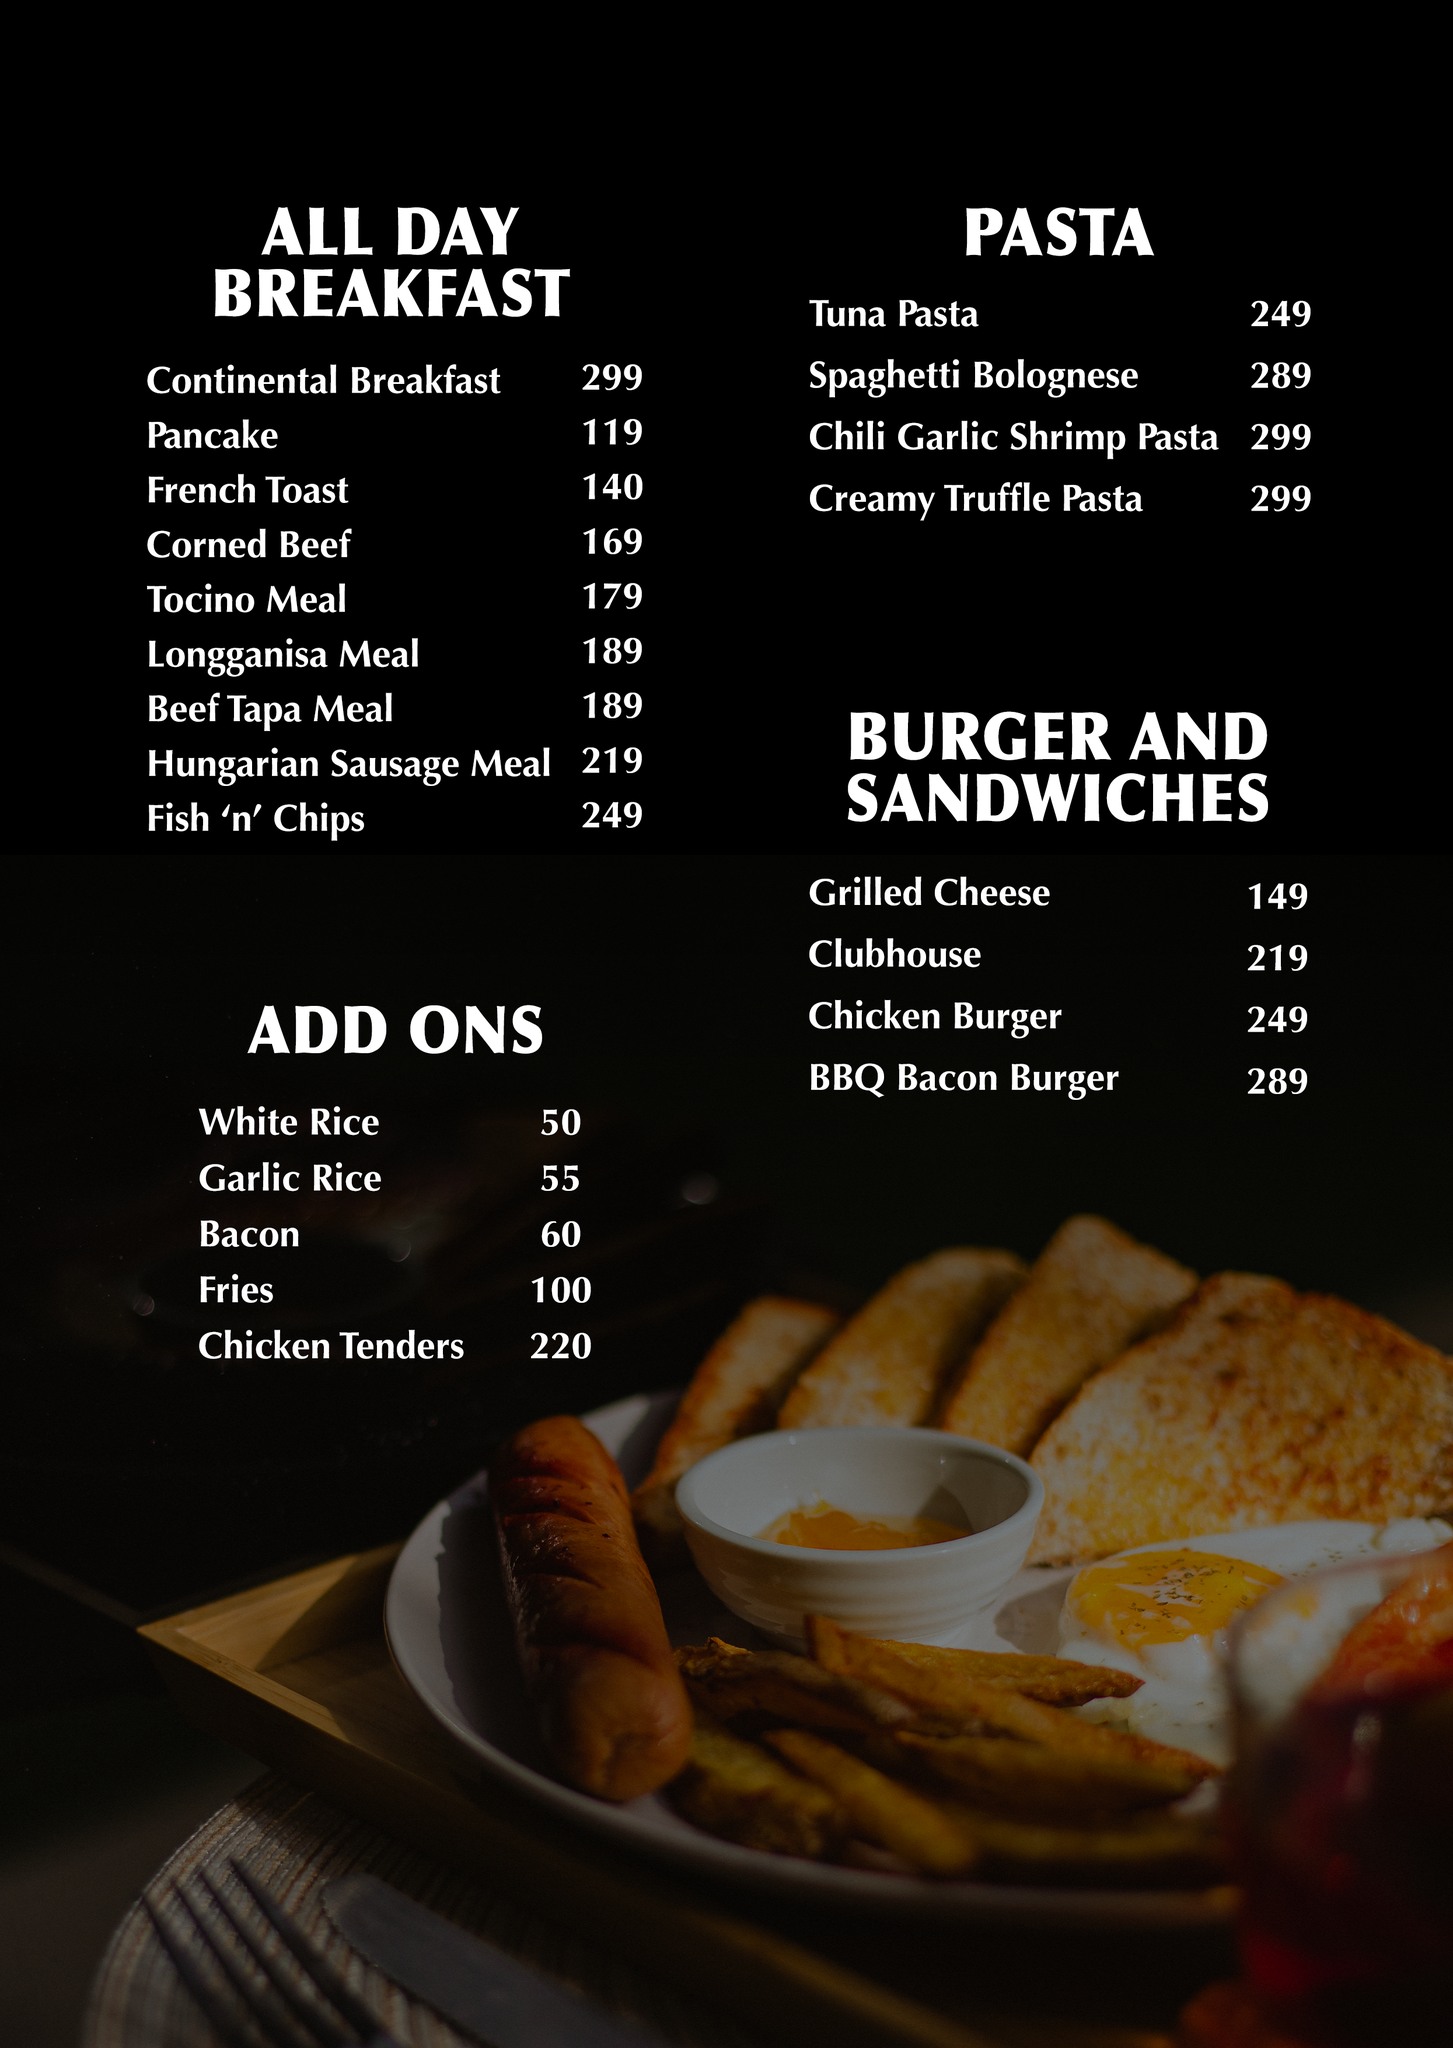 ALL DAY
BREAKFAST
Continental Breakfast 299
Pancake 119
French Toast 140
Corned Beef 169
Tocino Meal 179
Longganisa Meal 189
Beef Tapa Meal 189
Hungarian Sausage Meal 219
Fish ‘n’ Chips 249
ADD ONS
White Rice 50
Garlic Rice 55
Bacon 60
Fries 100
Chicken Tenders 220
PASTA
Tuna Pasta 249
Spaghetti Bolognese 289
Chili Garlic Shrimp Pasta 299
Creamy Truffle Pasta 299
BURGER AND
SANDWICHES
Grilled Cheese 149
Clubhouse 219
Chicken Burger 249
BBQ Bacon Burger 289